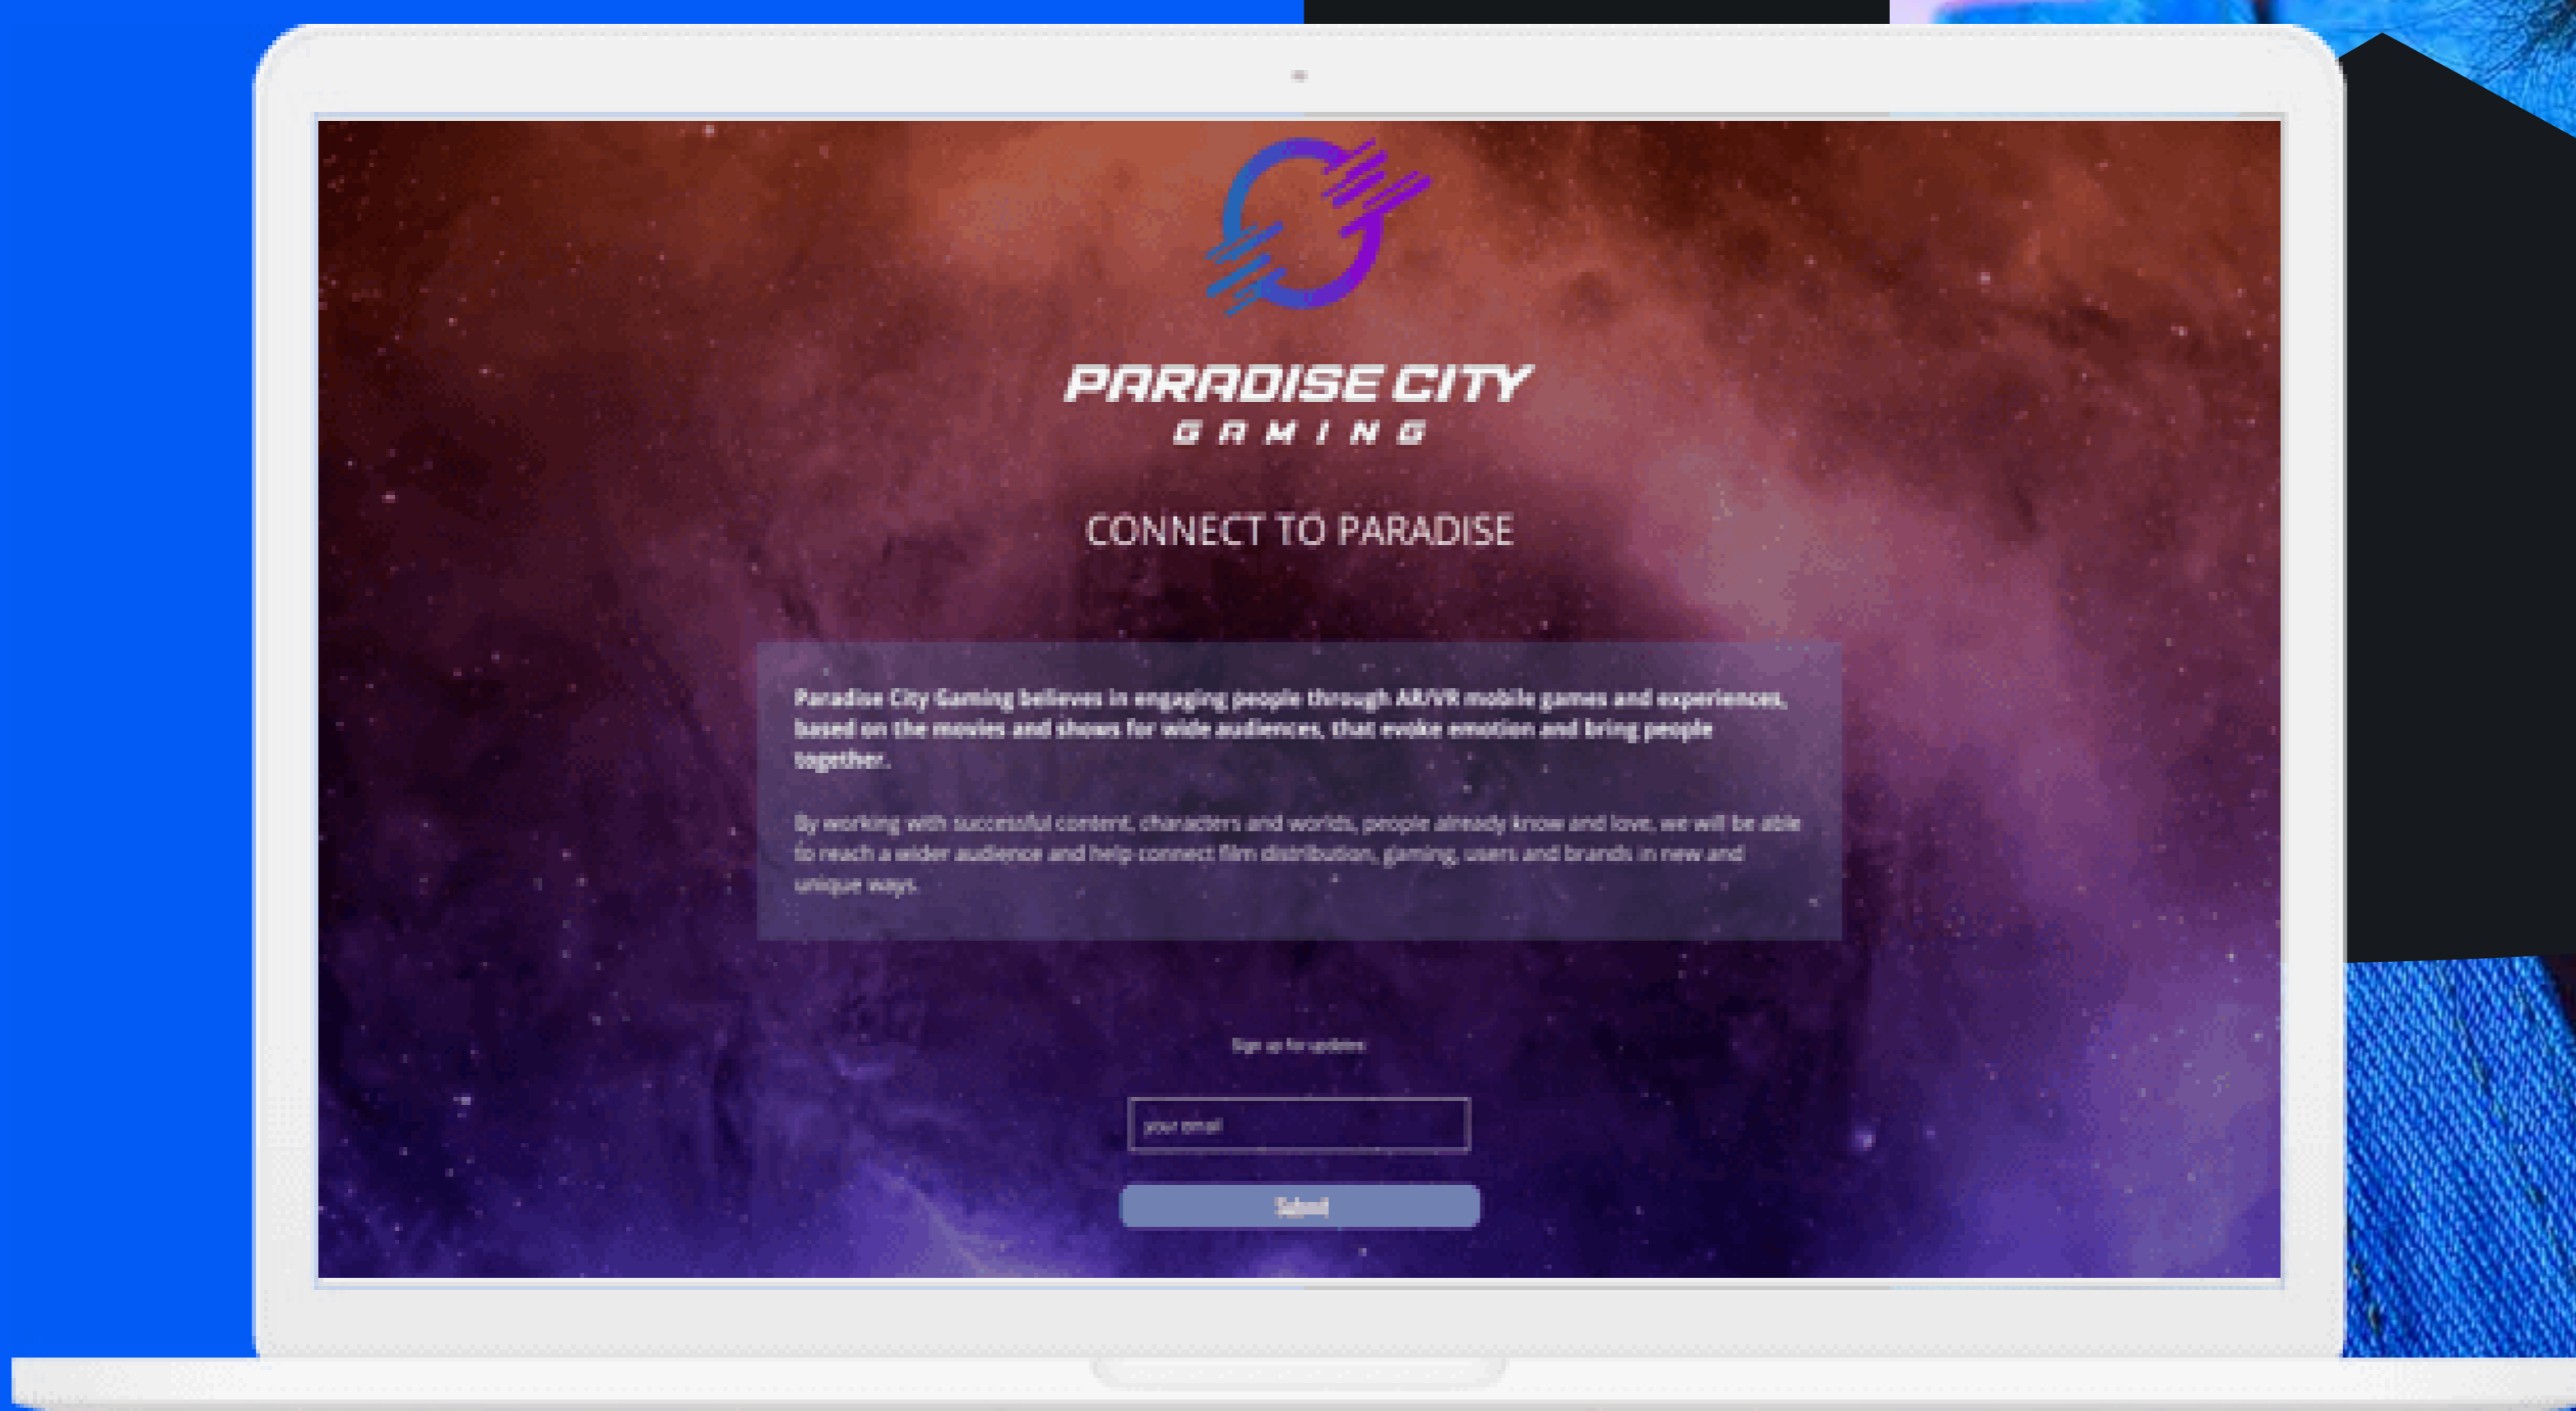 PARADISE CITY
GAMING
CONNECT TO PARADISE
Paradise City Gaming believes in engaging people through AR/VR mobile games and experiences,
based on the movies and shows for wide audiences, that evoke emotion and bring people
together.
By working with successful content, characters and worlds, people already know and love, we will be able
to reach a wider audience and help connect film distribution, gaming, users and brands in new and
unique ways.
Sign up for updates
your email
Submit